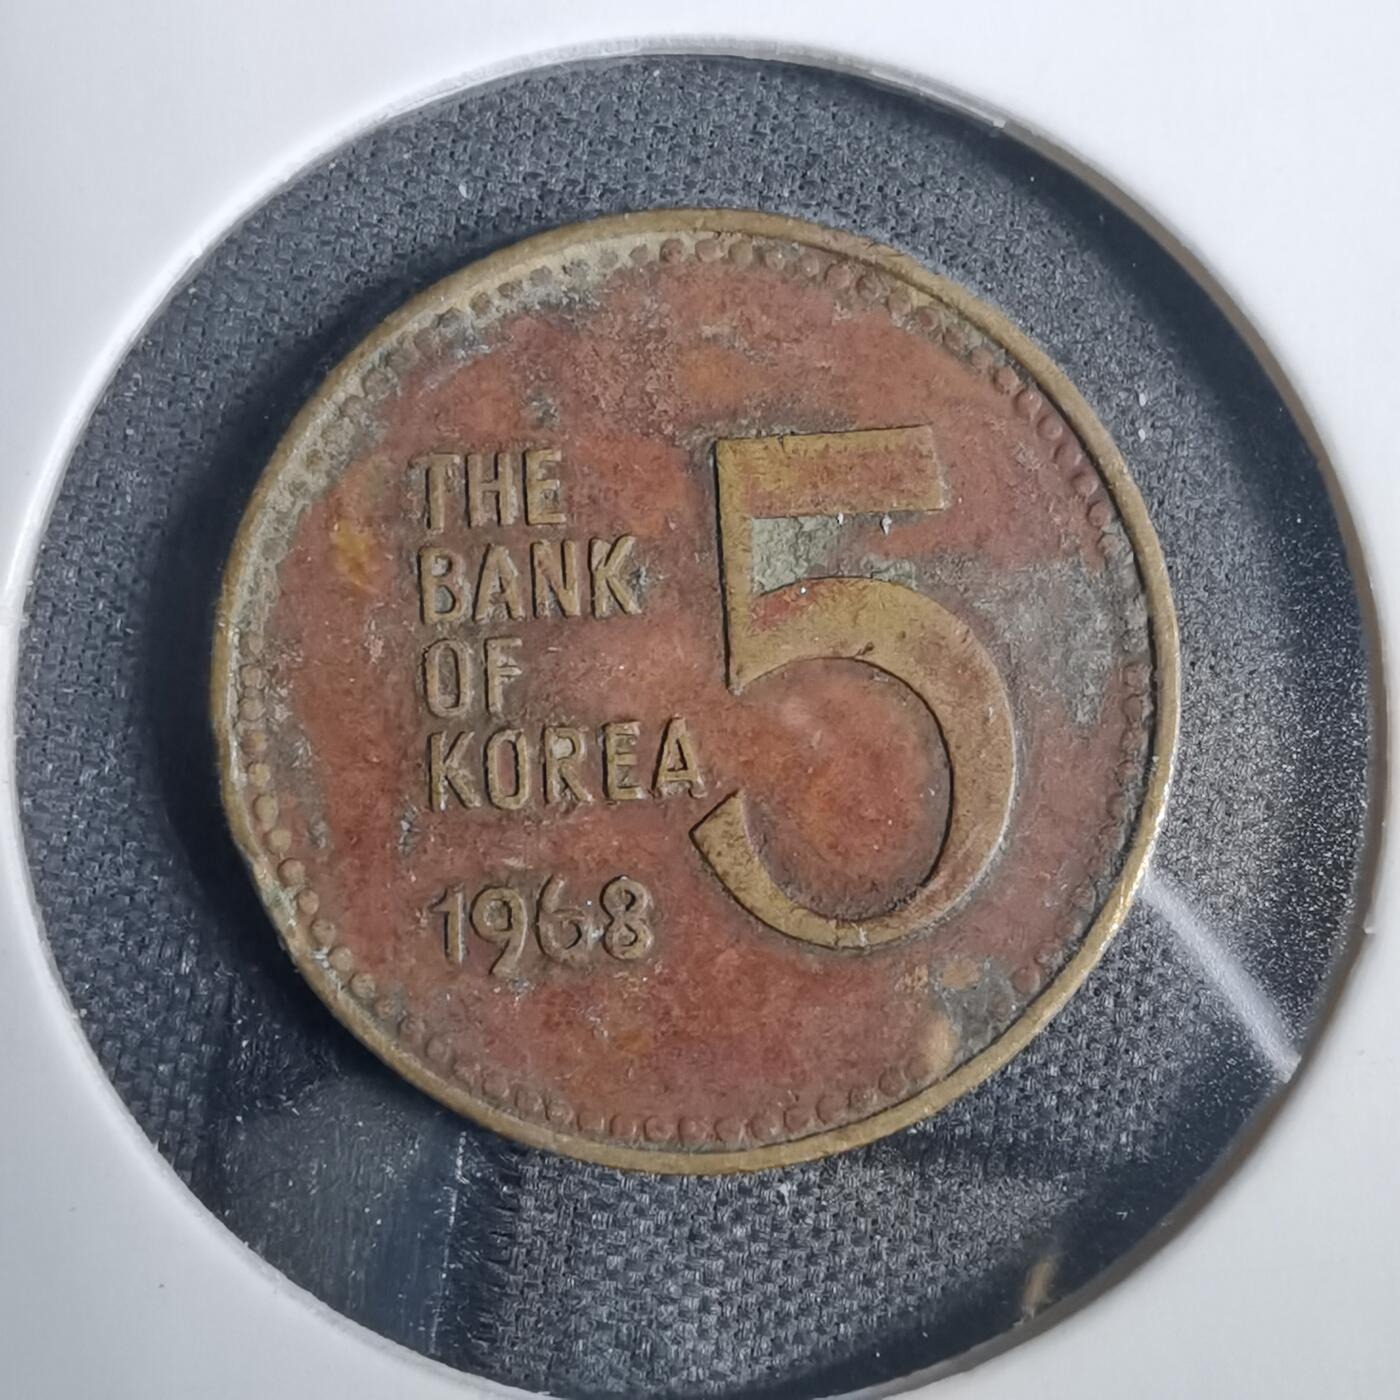 THE
BANK
OF
KOREA
1968
5